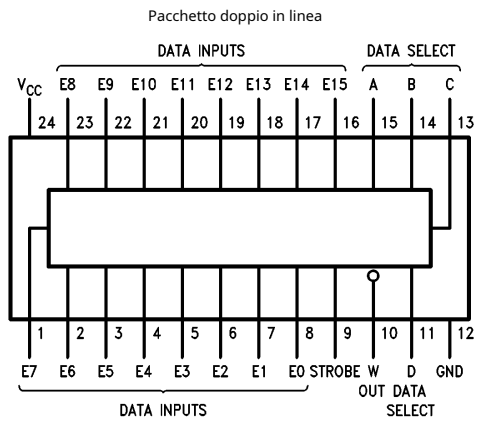 Pacchetto doppio in linea
DATA INPUTS DATA SELECT
VCC E8 E9 E10 E11 E12 E13 E14 E15 A B C
24 23 22 21 20 19 18 17 16 15 14 13
1 2 3 4 5 6 7 8 9 10 11 12
E7 E6 E5 E4 E3 E2 E1 E0 STROBE W D GND
OUT DATA
DATA INPUTS SELECT